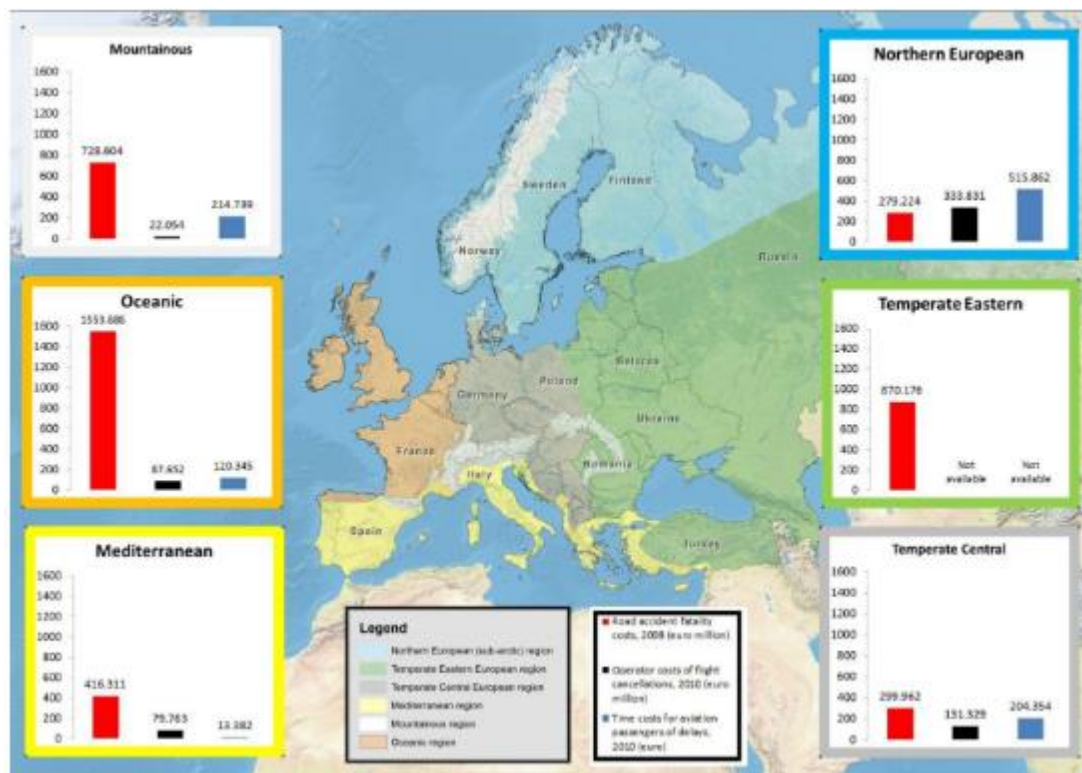 Mountainous
1600
1400
1200
1000
800
600
400
200
0
728.604
22.054
214.739
Northern European
1600
1400
1200
1000
800
600
400
200
0
279.224
333.831
515.862
Oceanic
1600
1400
1200
1000
800
600
400
200
0
1553.686
87.652
120.345
Temperate Eastern
1600
1400
1200
1000
800
600
400
200
0
870.176
Not
available
Not
available
Mediterranean
1600
1400
1200
1000
800
600
400
200
0
416.311
79.763
13.382
Temperate Central
1600
1400
1200
1000
800
600
400
200
0
299.962
131.329
204.354
Sweden
Finland
Norway
Russia
Belarus
Poland
Germany
Ukraine
France
Romania
Italy
Spain
Turkey
Legend
Northern European (sub-arctic) region
Temperate Eastern European region
Temperate Central European region
Mediterranean region
Mountainous region
Oceanic region
Road accident fatality
costs, 2008 (euro million)
Operator costs of flight
cancellations, 2010 (euro
million)
Time costs for aviation
passengers of delays,
2010 (euro)